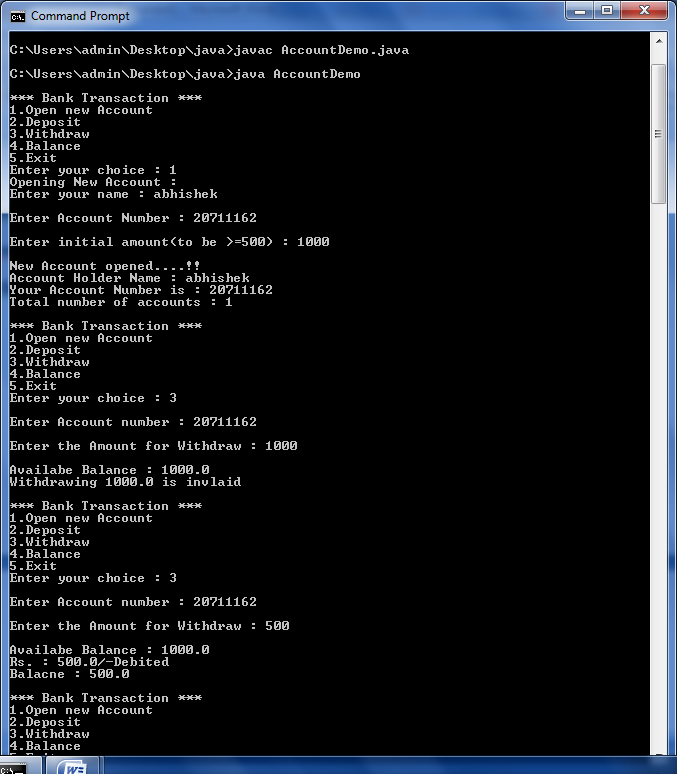 Command Prompt
C:\Users\admin\Desktop\java>javac AccountDemo.java
C:\Users\admin\Desktop\java>java AccountDemo
*** Bank Transaction ***
1.Open new Account
2.Deposit
3.Withdraw
4.Balance
5.Exit
Enter your choice : 1
Opening New Account :
Enter your name : abhishek
Enter Account Number : 20711162
Enter initial amount(to be >=500) : 1000
New Account opened....!!
Account Holder Name : abhishek
Your Account Number is : 20711162
Total number of accounts : 1
*** Bank Transaction ***
1.Open new Account
2.Deposit
3.Withdraw
4.Balance
5.Exit
Enter your choice : 3
Enter Account number : 20711162
Enter the Amount for Withdraw : 1000
Availabe Balance : 1000.0
Withdrawing 1000.0 is invlaid
*** Bank Transaction ***
1.Open new Account
2.Deposit
3.Withdraw
4.Balance
5.Exit
Enter your choice : 3
Enter Account number : 20711162
Enter the Amount for Withdraw : 500
Availabe Balance : 1000.0
Rs. : 500.0/-Debited
Balacne : 500.0
*** Bank Transaction ***
1.Open new Account
2.Deposit
3.Withdraw
4.Balance